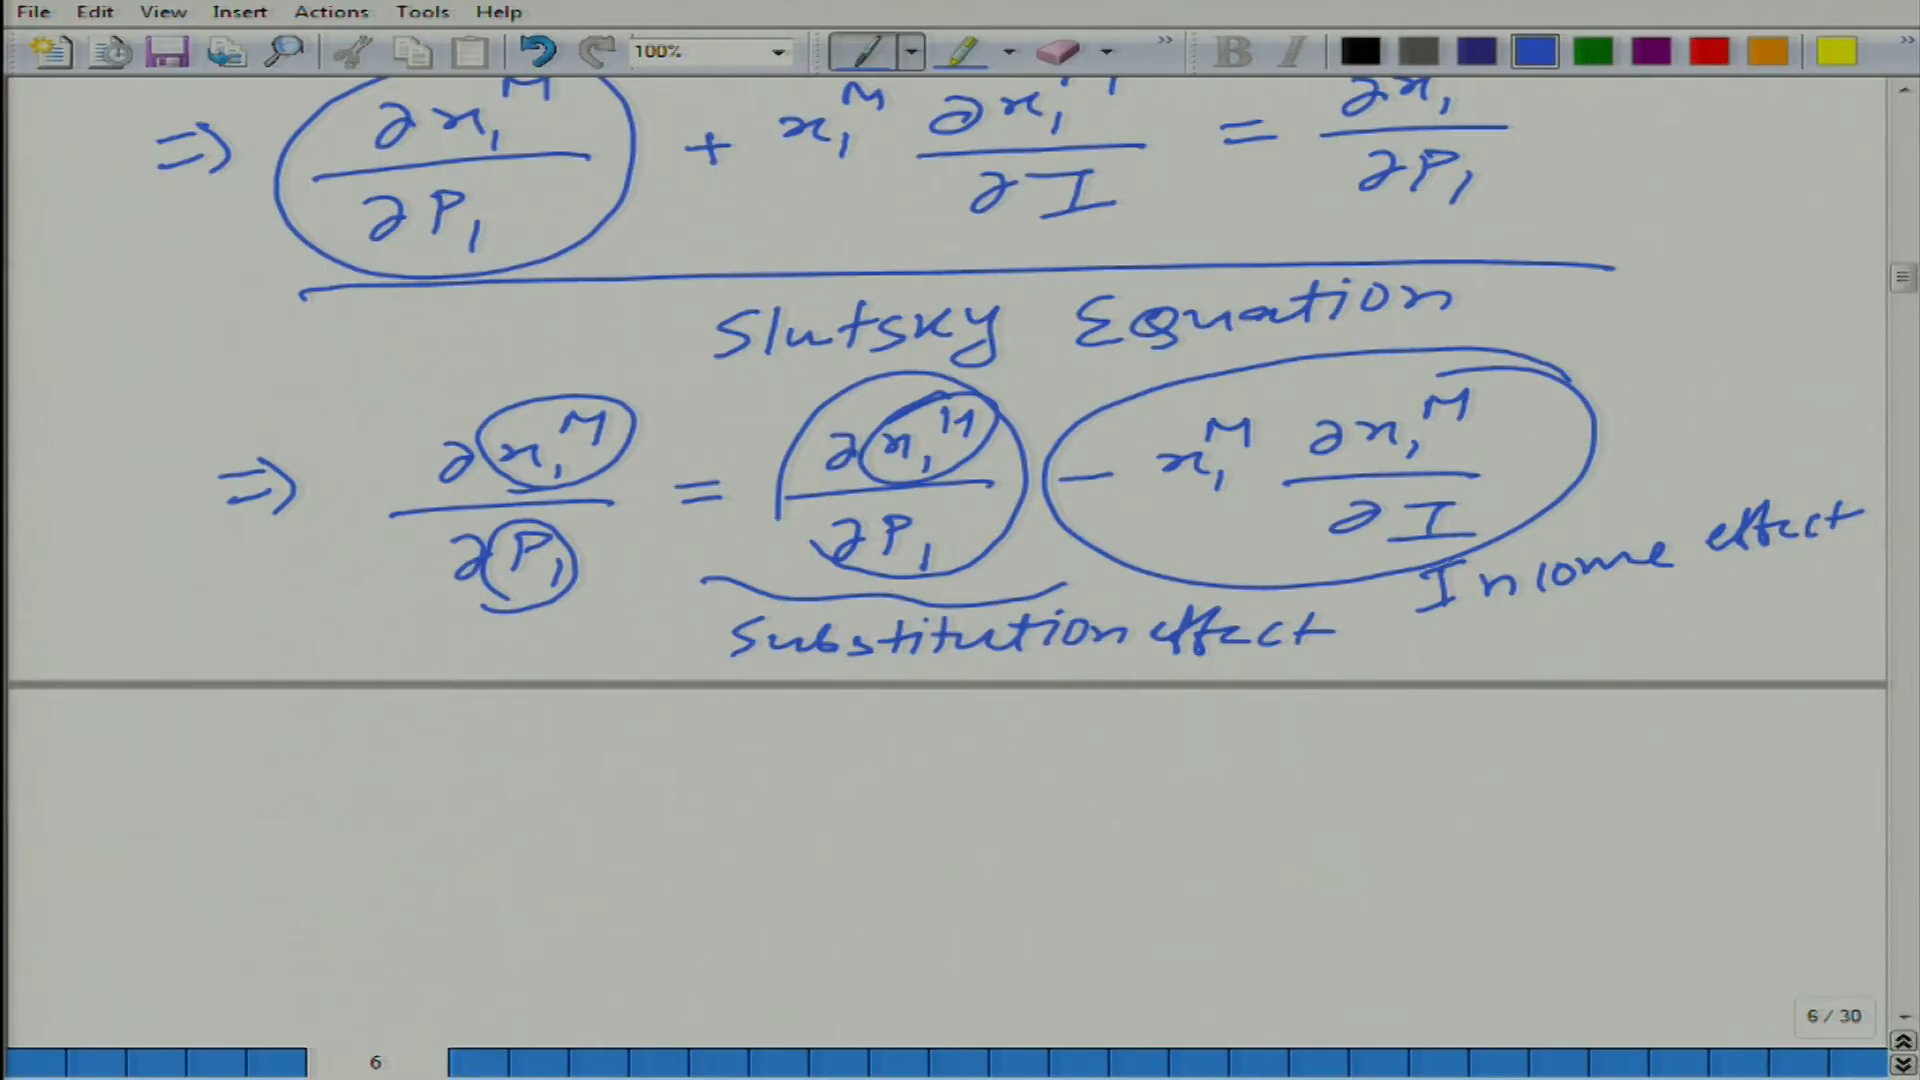 File Edit View Insert Actions Tools Help
100% B I
=> ∂x₁ᴹ/∂P₁ + x₁ᴹ ∂x₁/∂I = ∂x₁/∂P₁
Slutsky Equation
=> ∂x₁ᴹ/∂P₁ = ∂x₁ᴴ/∂P₁ - x₁ᴹ ∂x₁ᴹ/∂I
Income effect
Substitution effect
6 / 30
6